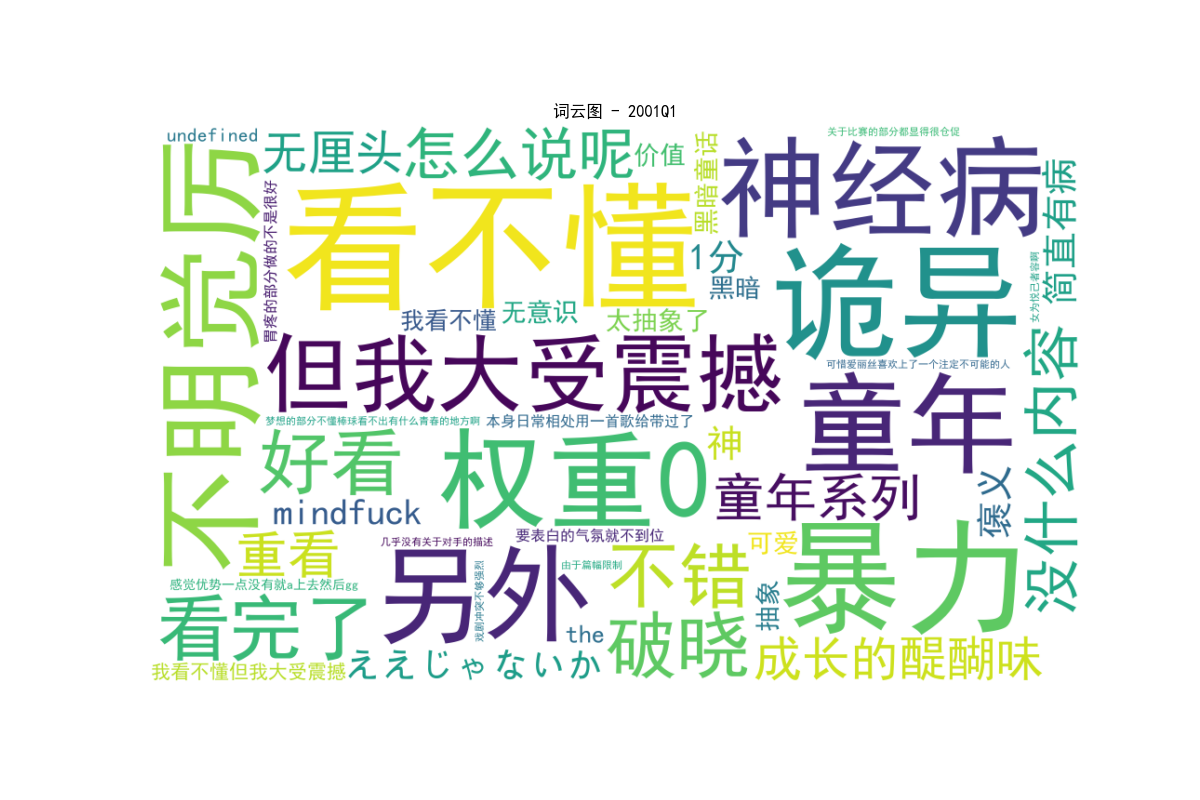 词云图 - 2001Q1
undefined
无厘头
怎么说呢
价值
黑暗童话
关于比赛的部分都显得很仓促
神经病
简直有病
不明觉厉
胃疼的部分做的不是很好
看不懂
1分
黑暗
诡异
女为悦己者容啊
我看不懂
无意识
太抽象了
但我大受震撼
可惜爱丽丝喜欢上了一个注定不可能的人
童年
没什么内容
梦想的部分不懂棒球看不出有什么青春的地方啊
本身日常相处用一首歌给带过了
好看
权重0
神
童年系列
褒义
mindfuck
重看
几乎没有关于对手的描述
要表白的气氛就不到位
可爱
暴力
感觉优势一点没有就a上去然后gg
另外
戏剧冲突不够强烈
由于篇幅限制
不错
抽象
看完了
the
破晓
成长的醍醐味
我看不懂但我大受震撼
ええじゃないか